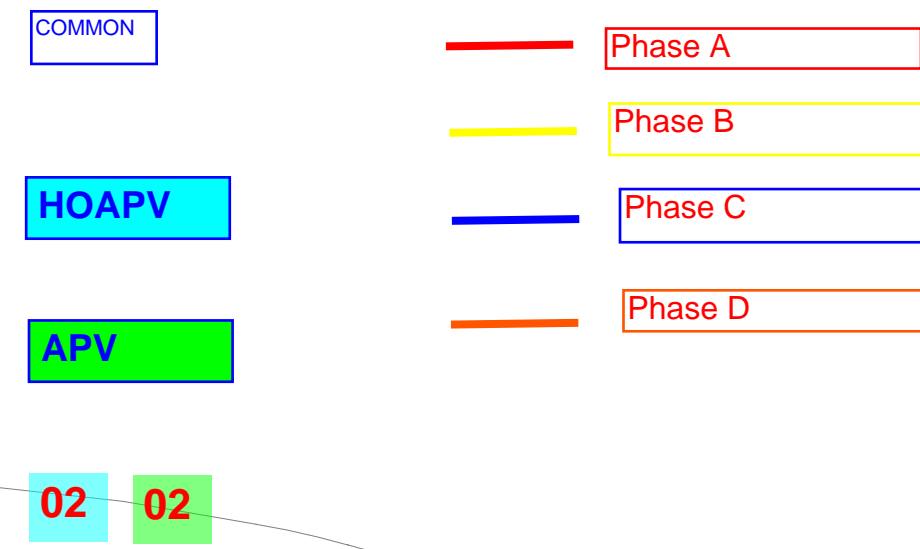 COMMON
Phase A
Phase B
HOAPV
Phase C
Phase D
APV
02
02